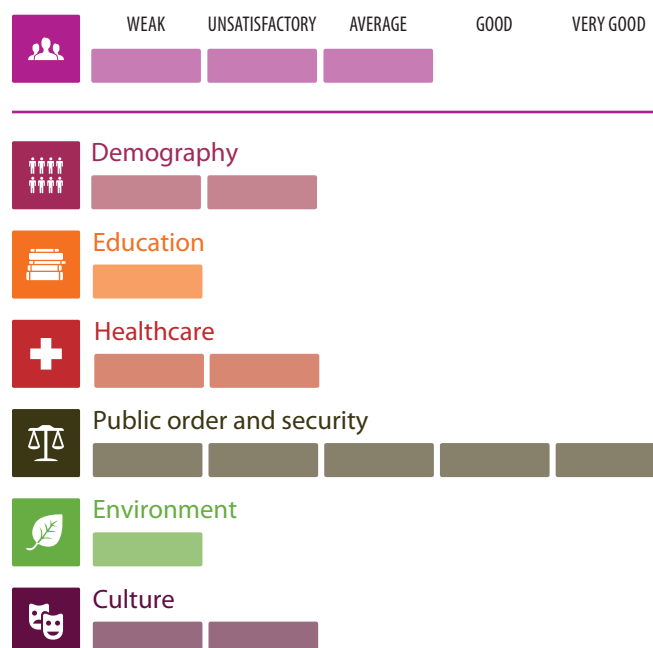 WEAK UNSATISFACTORY AVERAGE GOOD VERY GOOD
Demography
Education
Healthcare
Public order and security
Environment
Culture